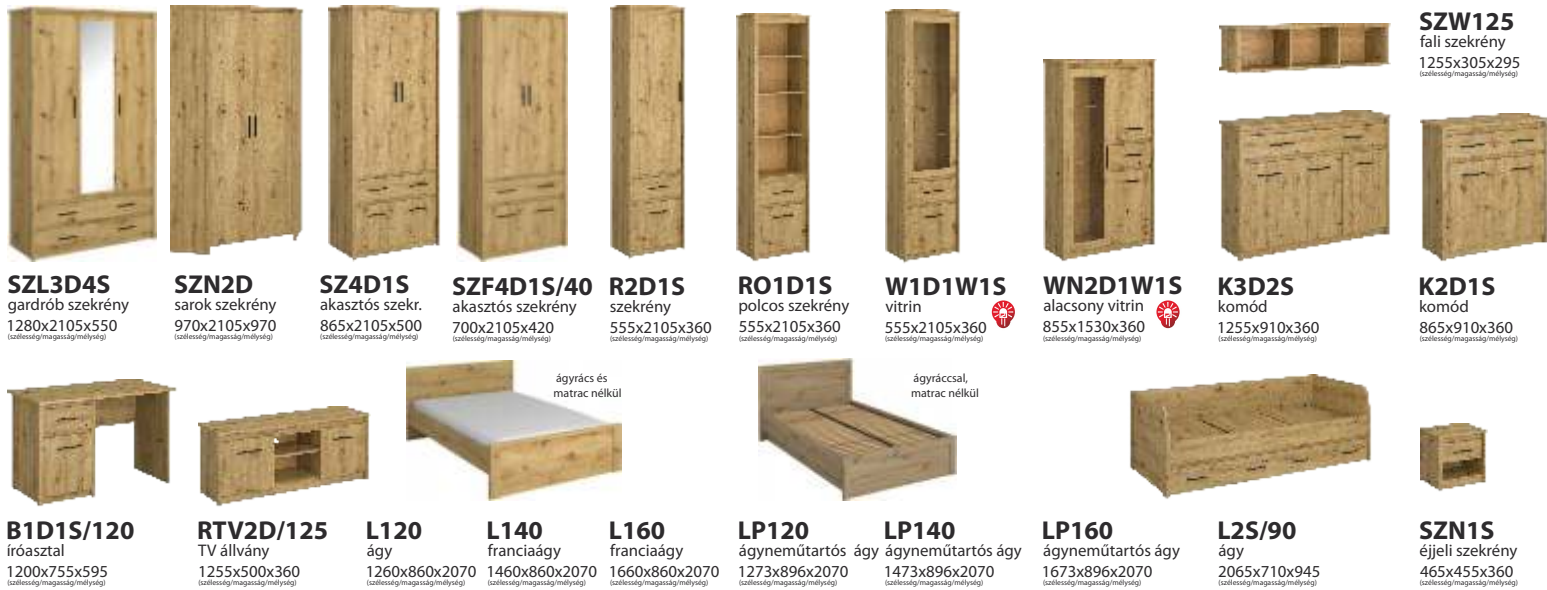 SZW125
fali szekrény
1255x305x295
(szélesség/magasság/mélység)
SZL3D4S
gardrób szekrény
1280x2105x550
(szélesség/magasság/mélység)
SZN2D
sarok szekrény
970x2105x970
(szélesség/magasság/mélység)
SZ4D1S
akasztós szekr.
865x2105x500
(szélesség/magasság/mélység)
SZF4D1S/40
akasztós szekrény
700x2105x420
(szélesség/magasság/mélység)
R2D1S
szekrény
555x2105x360
(szélesség/magasság/mélység)
RO1D1S
polcos szekrény
555x2105x360
(szélesség/magasság/mélység)
W1D1W1S
vitrin
555x2105x360
(szélesség/magasság/mélység)
WN2D1W1S
alacsony vitrin
855x1530x360
(szélesség/magasság/mélység)
K3D2S
komód
1255x910x360
(szélesség/magasság/mélység)
K2D1S
komód
865x910x360
(szélesség/magasság/mélység)
ágyrács és
matrac nélkül
ágyráccsal,
matrac nélkül
B1D1S/120
íróasztal
1200x755x595
(szélesség/magasság/mélység)
RTV2D/125
TV állvány
1255x500x360
(szélesség/magasság/mélység)
L120
ágy
1260x860x2070
(szélesség/magasság/mélység)
L140
franciaágy
1460x860x2070
(szélesség/magasság/mélység)
L160
franciaágy
1660x860x2070
(szélesség/magasság/mélység)
LP120
ágyneműtartós ágy
1273x896x2070
(szélesség/magasság/mélység)
LP140
ágyneműtartós ágy
1473x896x2070
(szélesség/magasság/mélység)
LP160
ágyneműtartós ágy
1673x896x2070
(szélesség/magasság/mélység)
L2S/90
ágy
2065x710x945
(szélesség/magasság/mélység)
SZN1S
éjjeli szekrény
465x455x360
(szélesség/magasság/mélység)